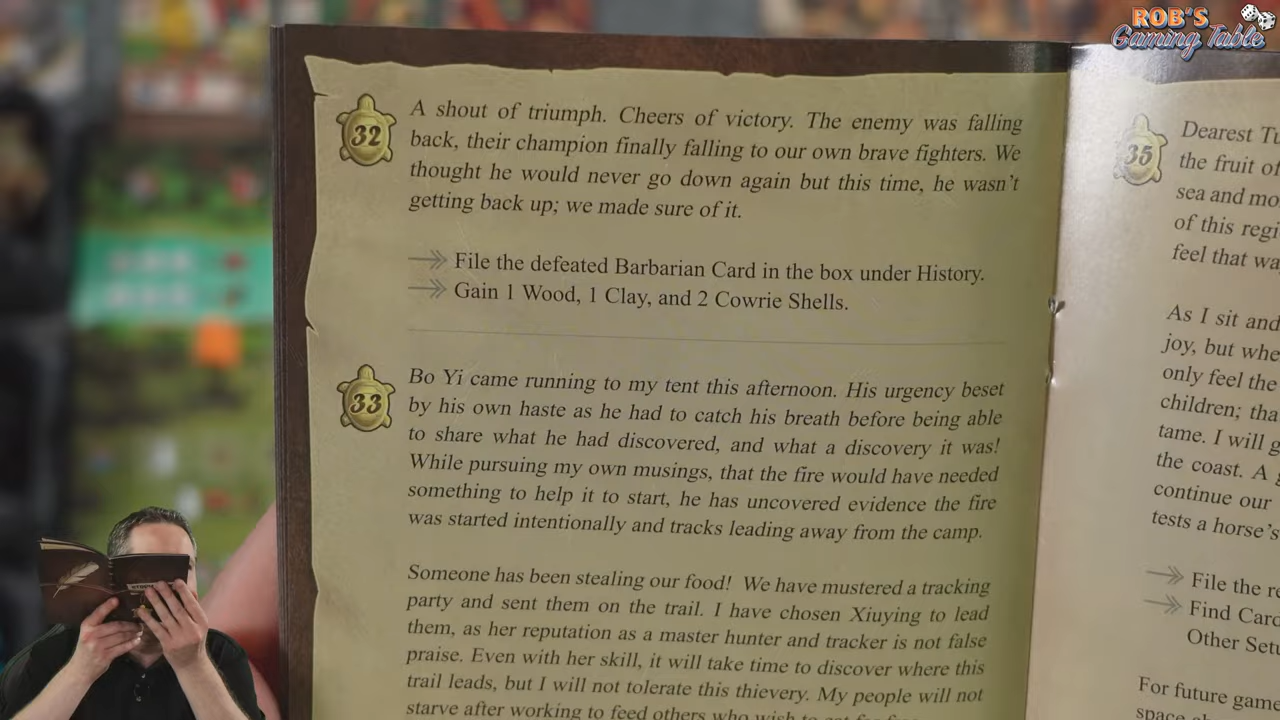 ROB'S
Gaming Table
32
A shout of triumph. Cheers of victory. The enemy was falling
back, their champion finally falling to our own brave fighters. We
thought he would never go down again but this time, he wasn't
getting back up; we made sure of it.
File the defeated Barbarian Card in the box under History.
Gain 1 Wood, 1 Clay, and 2 Cowrie Shells.
33
Bo Yi came running to my tent this afternoon. His urgency beset
by his own haste as he had to catch his breath before being able
to share what he had discovered, and what a discovery it was!
While pursuing my own musings, that the fire would have needed
something to help it to start, he has uncovered evidence the fire
was started intentionally and tracks leading away from the camp.
Someone has been stealing our food! We have mustered a tracking
party and sent them on the trail. I have chosen Xiuying to lead
them, as her reputation as a master hunter and tracker is not false
praise. Even with her skill, it will take time to discover where this
trail leads, but I will not tolerate this thievery. My people will not
starve after working to feed others who wish to
35
Dearest
the fruit of
sea and
of this
feel that
As I sit and
joy, but
only feel the
children;
tame. I will
the coast. A
continue our
tests a horse's
File the
Find
Other
For future